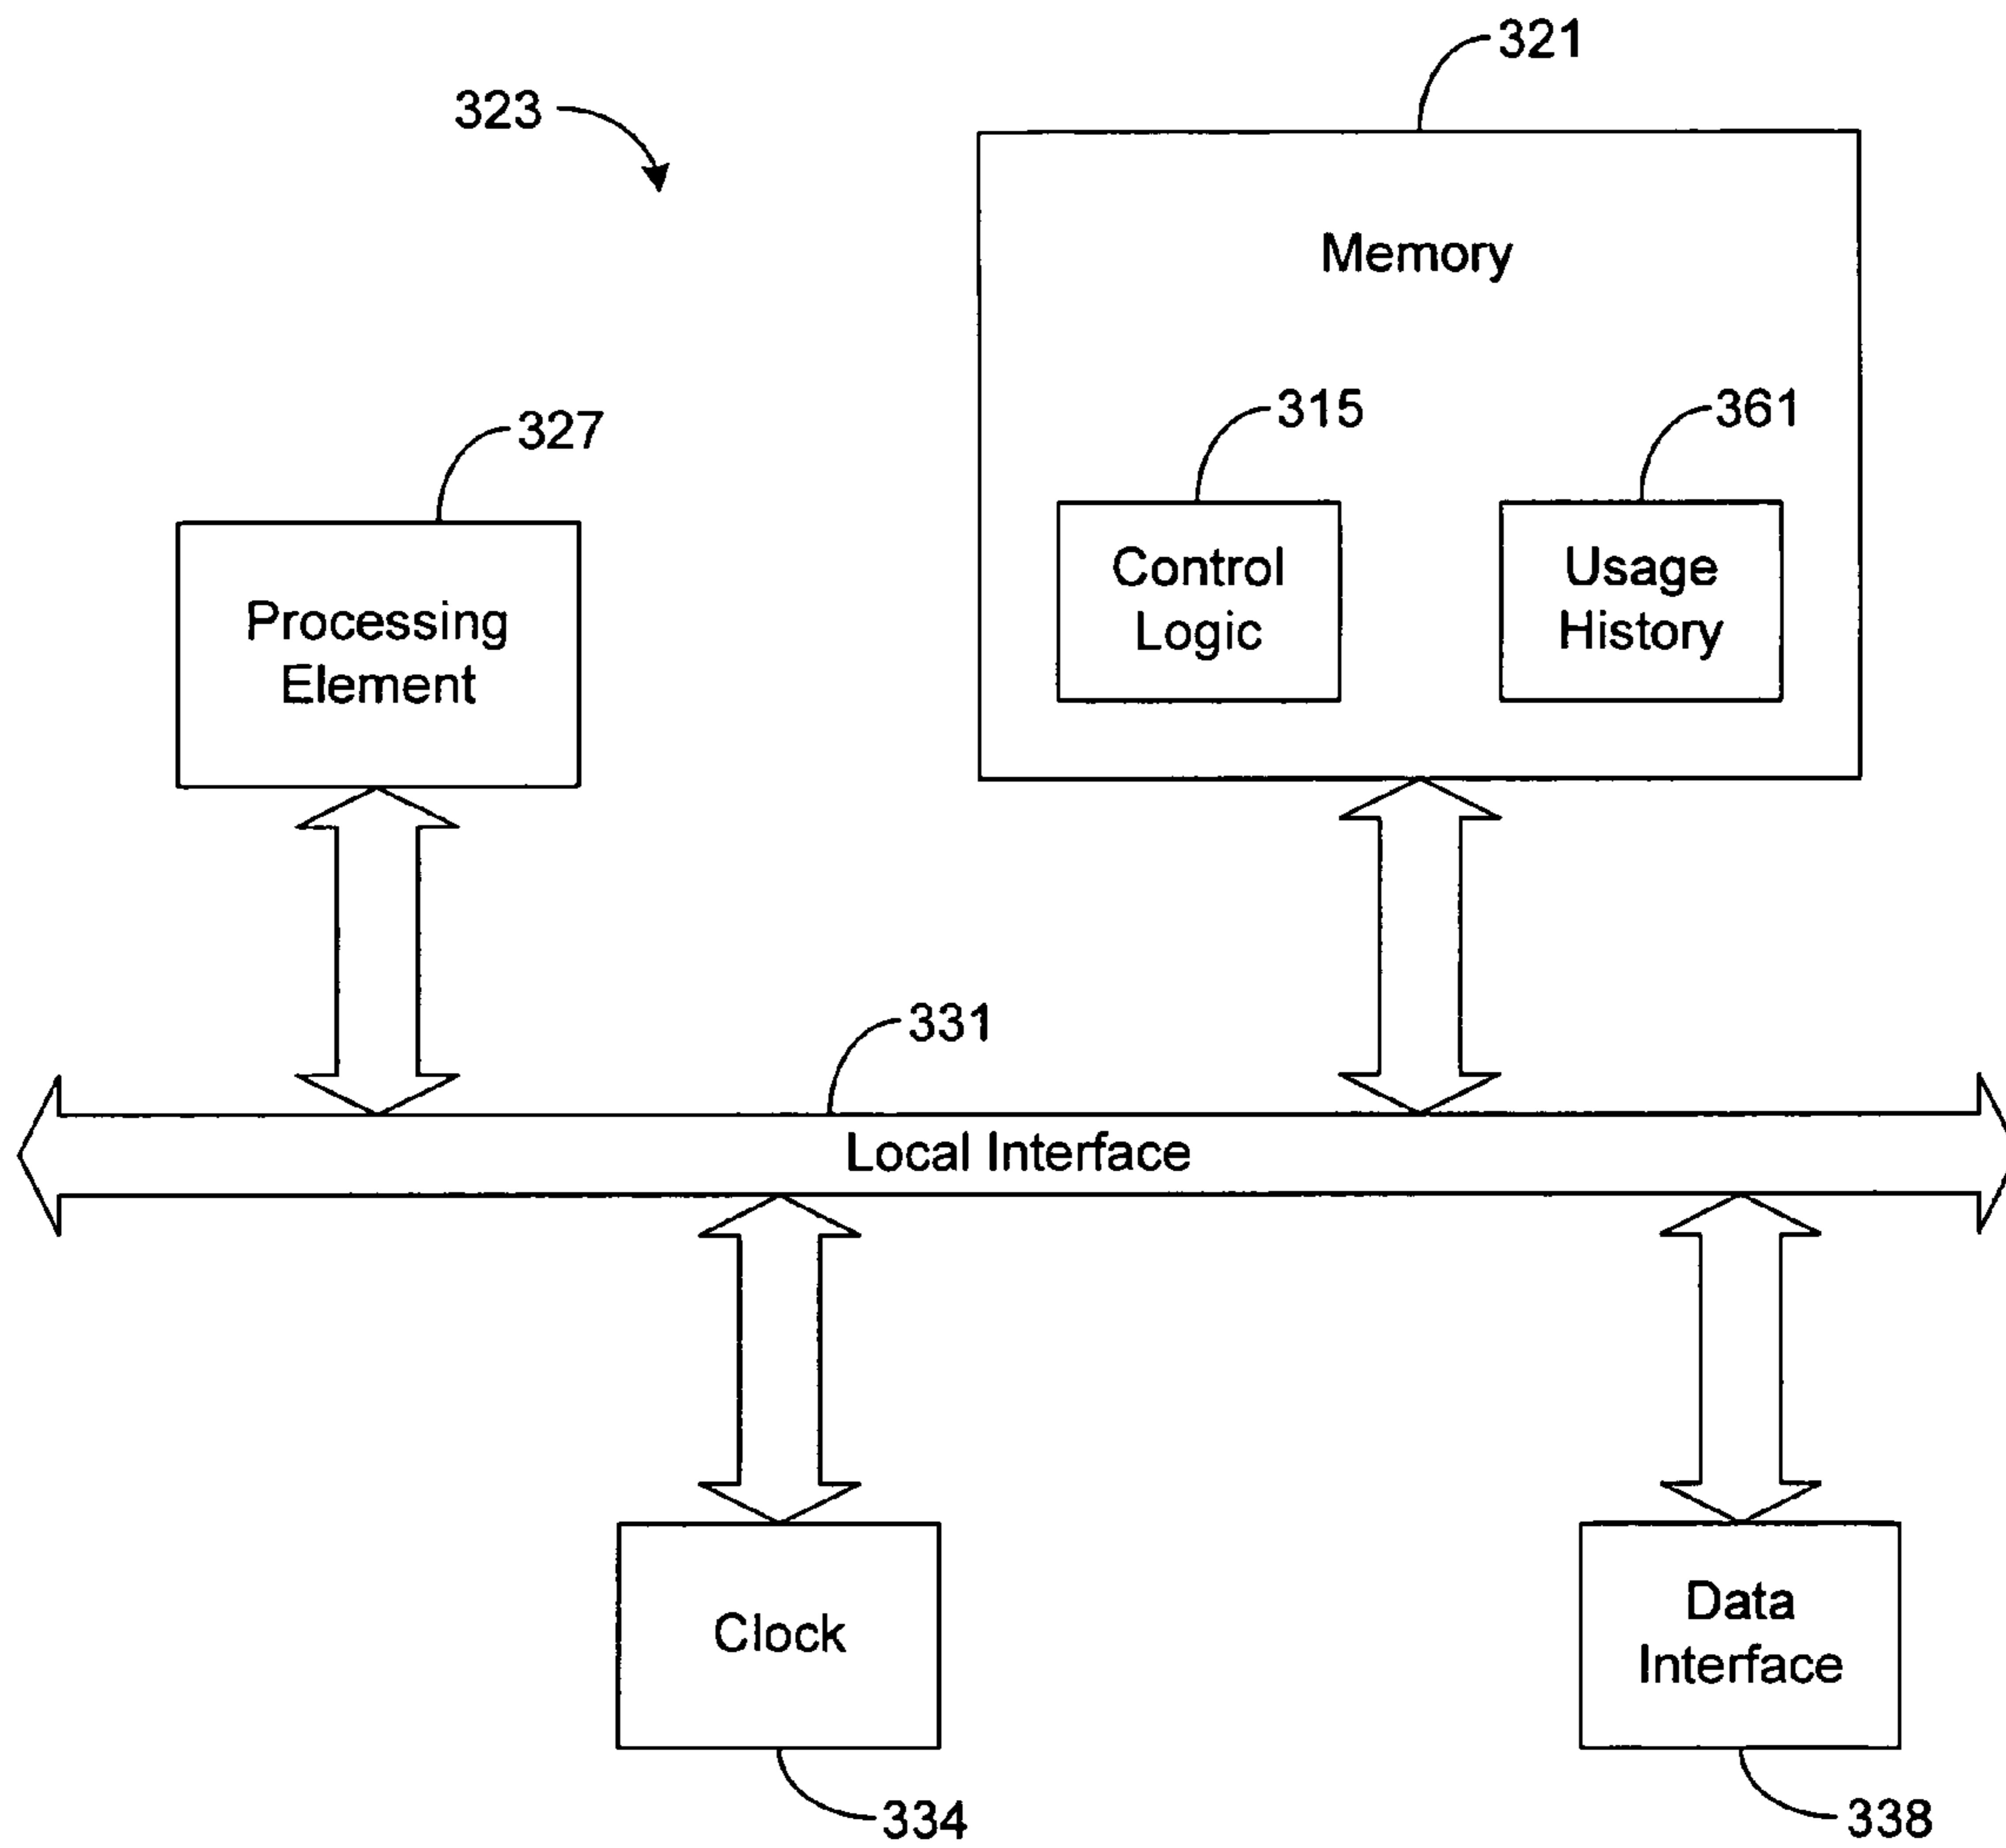 321
323
Memory
315
361
327
Control
Logic
Usage
History
Processing
Element
331
Local Interface
Clock
Data
Interface
334
338